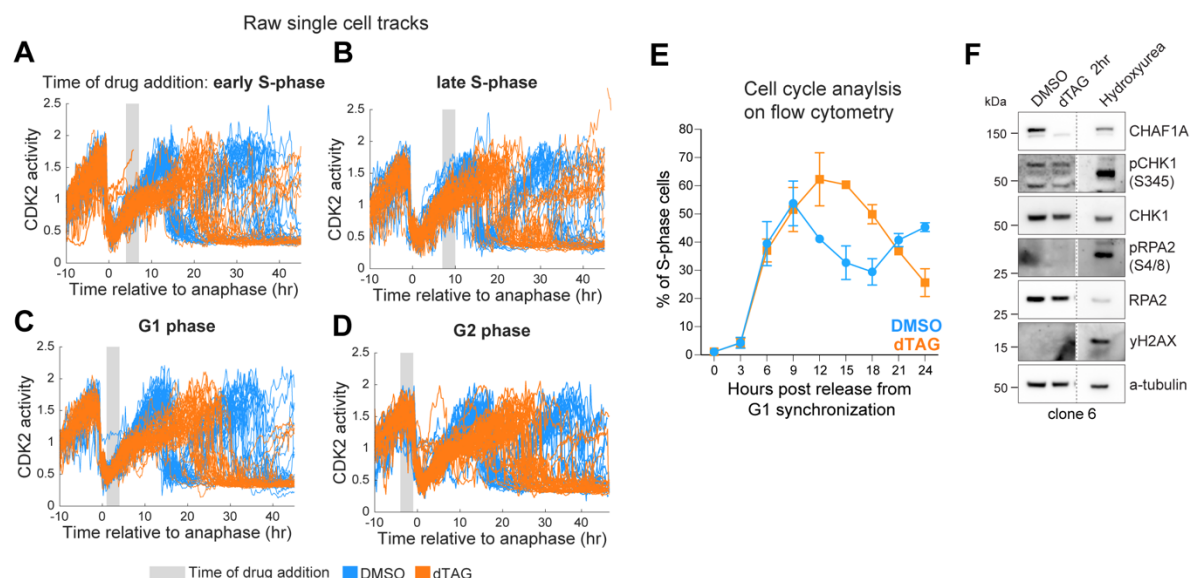 Raw single cell tracks
A
Time of drug addition: early S-phase
CDK2 activity
2.5
2
1.5
1
0.5
0
-10 0 10 20 30 40
Time relative to anaphase (hr)
B
late S-phase
CDK2 activity
2.5
2
1.5
1
0.5
0
-10 0 10 20 30 40
Time relative to anaphase (hr)
C
G1 phase
CDK2 activity
2.5
2
1.5
1
0.5
0
-10 0 10 20 30 40
Time relative to anaphase (hr)
D
G2 phase
CDK2 activity
2.5
2
1.5
1
0.5
0
-10 0 10 20 30 40
Time relative to anaphase (hr)
Time of drug addition DMSO dTAG
E
Cell cycle anaylsis
on flow cytometry
% of S-phase cells
80
70
60
50
40
30
20
10
0
DMSO
dTAG
0 3 6 9 12 15 18 21 24
Hours post release from
G1 synchronization
F
DMSO
dTAG 2hr
Hydroxyurea
kDa
150 CHAF1A
pCHK1
50 (S345)
CHK1
50
pRPA2
25 (S4/8)
RPA2
25
yH2AX
15
50 a-tubulin
clone 6